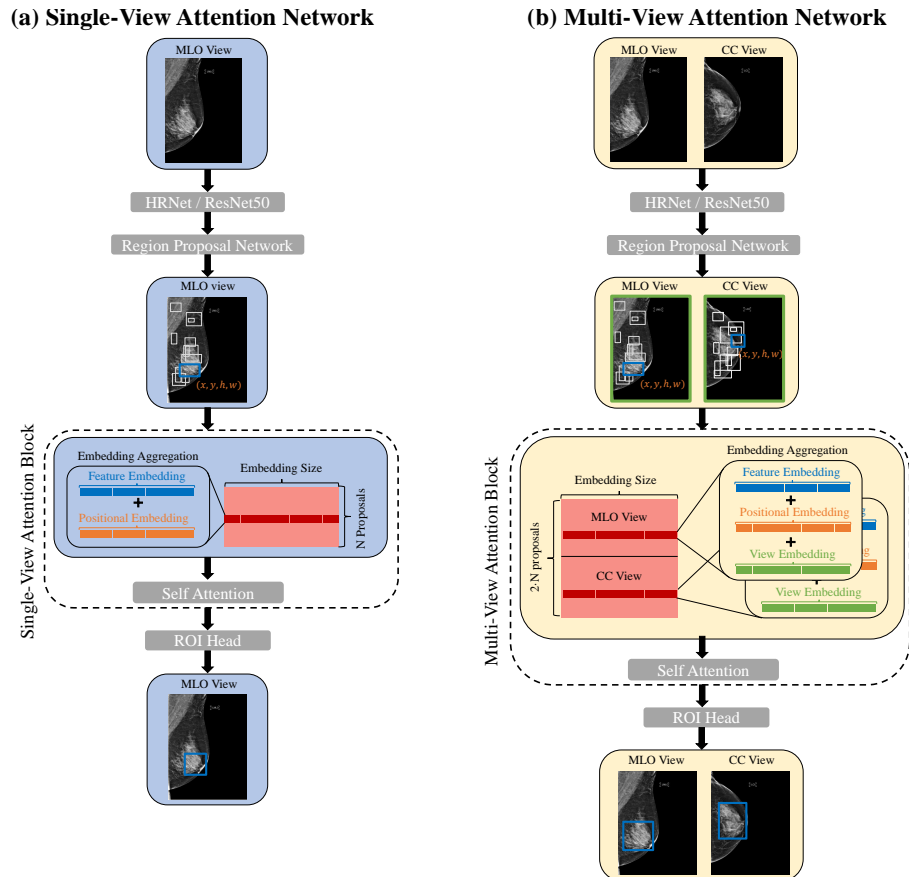 (a) Single-View Attention Network
MLO View
HRNet / ResNet50
Region Proposal Network
MLO view
(x, y, h, w)
Single-View Attention Block
Embedding Aggregation
Feature Embedding
+
Positional Embedding
Embedding Size
N Proposals
Self Attention
ROI Head
MLO View
(b) Multi-View Attention Network
MLO View
CC View
HRNet / ResNet50
Region Proposal Network
MLO View
CC View
(x, y, h, w)
(x, y, h, w)
Multi-View Attention Block
2·N proposals
Embedding Size
MLO View
CC View
Embedding Aggregation
Feature Embedding
+
Positional Embedding
+
View Embedding
+
View Embedding
Self Attention
ROI Head
MLO View
CC View